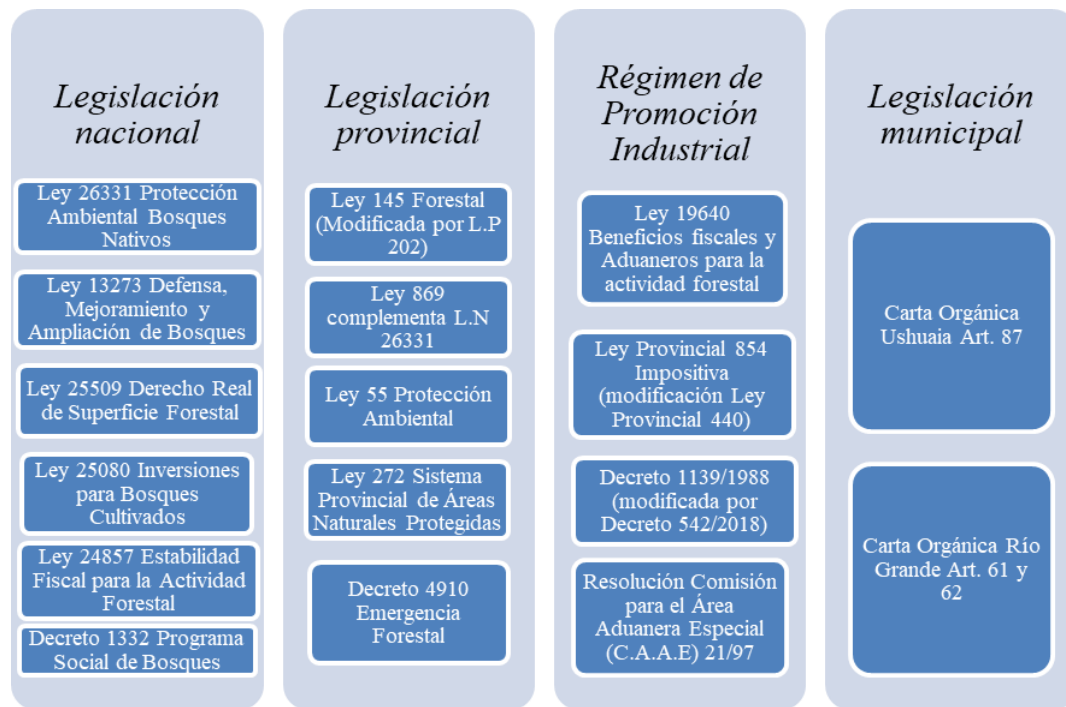 Legislación
nacional
Ley 26331 Protección
Ambiental Bosques
Nativos
Ley 13273 Defensa,
Mejoramiento y
Ampliación de Bosques
Ley 25509 Derecho Real
de Superficie Forestal
Ley 25080 Inversiones
para Bosques
Cultivados
Ley 24857 Estabilidad
Fiscal para la Actividad
Forestal
Decreto 1332 Programa
Social de Bosques
Legislación
provincial
Ley 145 Forestal
(Modificada por L.P
202)
Ley 869
complementa L.N
26331
Ley 55 Protección
Ambiental
Ley 272 Sistema
Provincial de Áreas
Naturales Protegidas
Decreto 4910
Emergencia
Forestal
Régimen de
Promoción
Industrial
Ley 19640
Beneficios fiscales y
Aduaneros para la
actividad forestal
Ley Provincial 854
Impositiva
(modificación Ley
Provincial 440)
Decreto 1139/1988
(modificada por
Decreto 542/2018)
Resolución Comisión
para el Área
Aduanera Especial
(C.A.A.E) 21/97
Legislación
municipal
Carta Orgánica
Ushuaia Art. 87
Carta Orgánica Río
Grande Art. 61 y
62